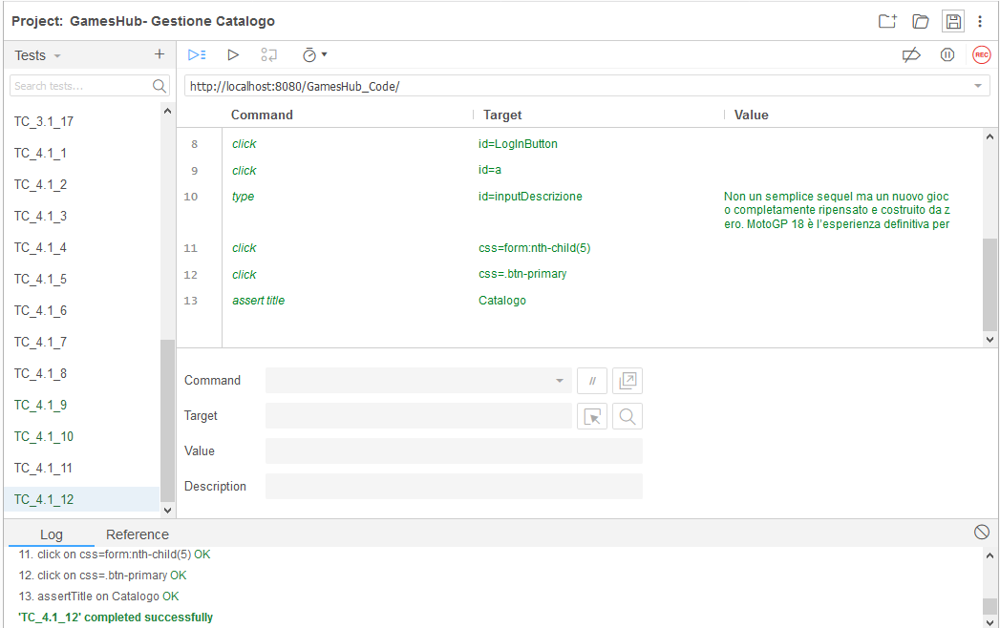 Project: GamesHub- Gestione Catalogo
Tests
Search tests...
TC_3.1_17
TC_4.1_1
TC_4.1_2
TC_4.1_3
TC_4.1_4
TC_4.1_5
TC_4.1_6
TC_4.1_7
TC_4.1_8
TC_4.1_9
TC_4.1_10
TC_4.1_11
TC_4.1_12
REC
http://localhost:8080/GamesHub_Code/
Command Target Value
8 click id=LogInButton
9 click id=a
10 type id=inputDescrizione Non un semplice sequel ma un nuovo gioc
o completamente ripensato e costruito da z
ero. MotoGP 18 è l'esperienza definitiva per
11 click css=form:nth-child(5)
12 click css=.btn-primary
13 assert title Catalogo
Command //
Target
Value
Description
Log Reference
11. click on css=form:nth-child(5) OK
12. click on css=.btn-primary OK
13. assertTitle on Catalogo OK
'TC_4.1_12' completed successfully